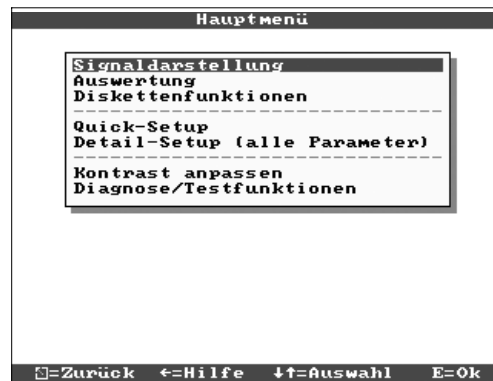 Hauptmenü
Signaldarstellung
Auswertung
Diskettenfunktionen
Quick-Setup
Detail-Setup (alle Parameter)
Kontrast anpassen
Diagnose/Testfunktionen
=Zurück ←=Hilfe ↓↑=Auswahl E=Ok